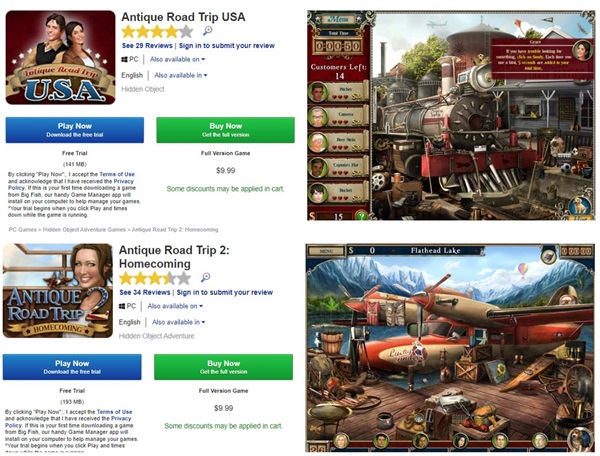 Antique Road Trip USA
See 29 Reviews | Sign in to submit your review
PC | Also available on
English | Also available in
Hidden Object
Antique Road Trip
U.S.A.
Play Now
Download the free trial
Buy Now
Get the full version
Free Trial
(141 MB)
Full Version Game
$9.99
By clicking "Play Now", I accept the Terms of Use
and acknowledge that I have received the Privacy
Policy. If this is your first time downloading a game
from Big Fish, our handy Game Manager app will
install on your computer to help manage your games.
*Your trial begins when you click Play and times
down while the game is running.
Some discounts may be applied in cart.
Menu
Total Time
0:00:50
Customers Left:
14
Pitcher
Camera
Beer Stein
Captain's Hat
Bucket
$ 15
Grace
If you have trouble looking for
something, click on Grady. Each time you
use a hint, 5 seconds are added to your
total time.
PC Games > Hidden Object Adventure Games > Antique Road Trip 2: Homecoming
Antique Road Trip 2:
Homecoming
See 34 Reviews | Sign in to submit your review
PC | Also available on
English | Also available in
Hidden Object Adventure
ANTIQUE
ROAD TRIP 2
HOMECOMING
Play Now
Download the free trial
Buy Now
Get the full version
Free Trial
(193 MB)
Full Version Game
$9.99
By clicking "Play Now", I accept the Terms of Use
and acknowledge that I have received the Privacy
Policy. If this is your first time downloading a game
from Big Fish, our handy Game Manager app will
install on your computer to help manage your games.
*Your trial begins when you click Play and times
Some discounts may be applied in cart.
MENU
$ 0
Flathead Lake